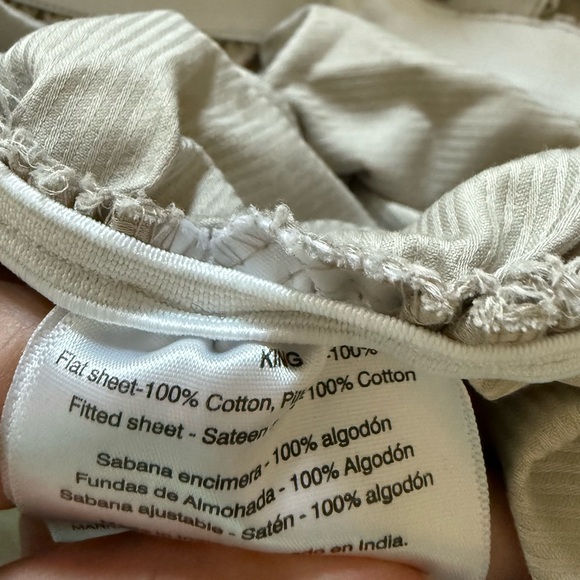 KING -100%
Flat sheet-100% Cotton, 100% Cotton
Fitted sheet - Sateen
Sabana encimera - 100% algodón
Fundas de Almohada - 100% Algodón
Sabana ajustable - Satén - 100% algodón
en India.